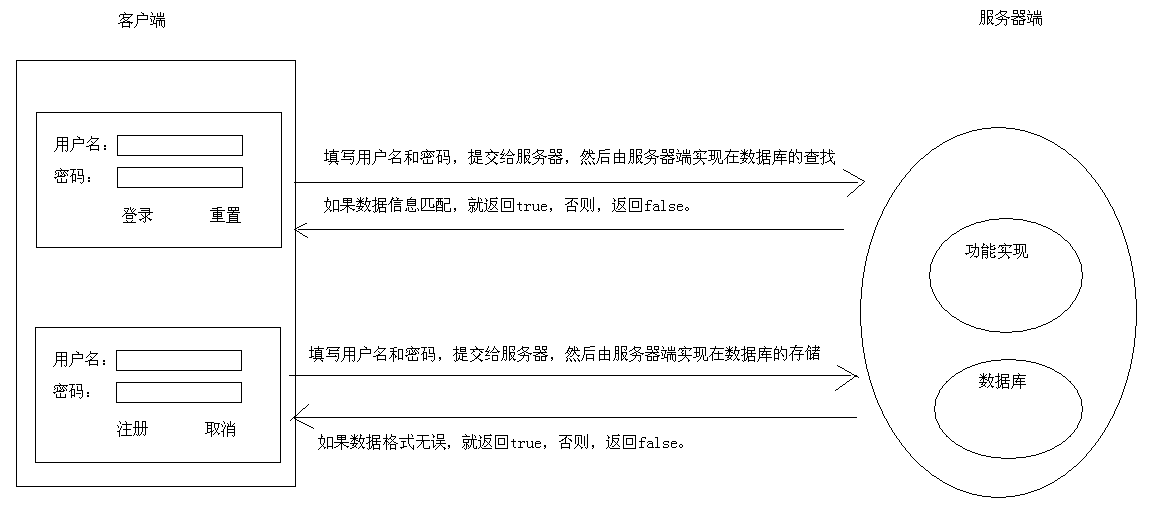 客户端
服务器端
用户名：
密码：
登录 重置
填写用户名和密码，提交给服务器，然后由服务器端实现在数据库的查找
如果数据信息匹配，就返回true，否则，返回false。
功能实现
用户名：
密码：
注册 取消
填写用户名和密码，提交给服务器，然后由服务器端实现在数据库的存储
如果数据格式无误，就返回true，否则，返回false。
数据库